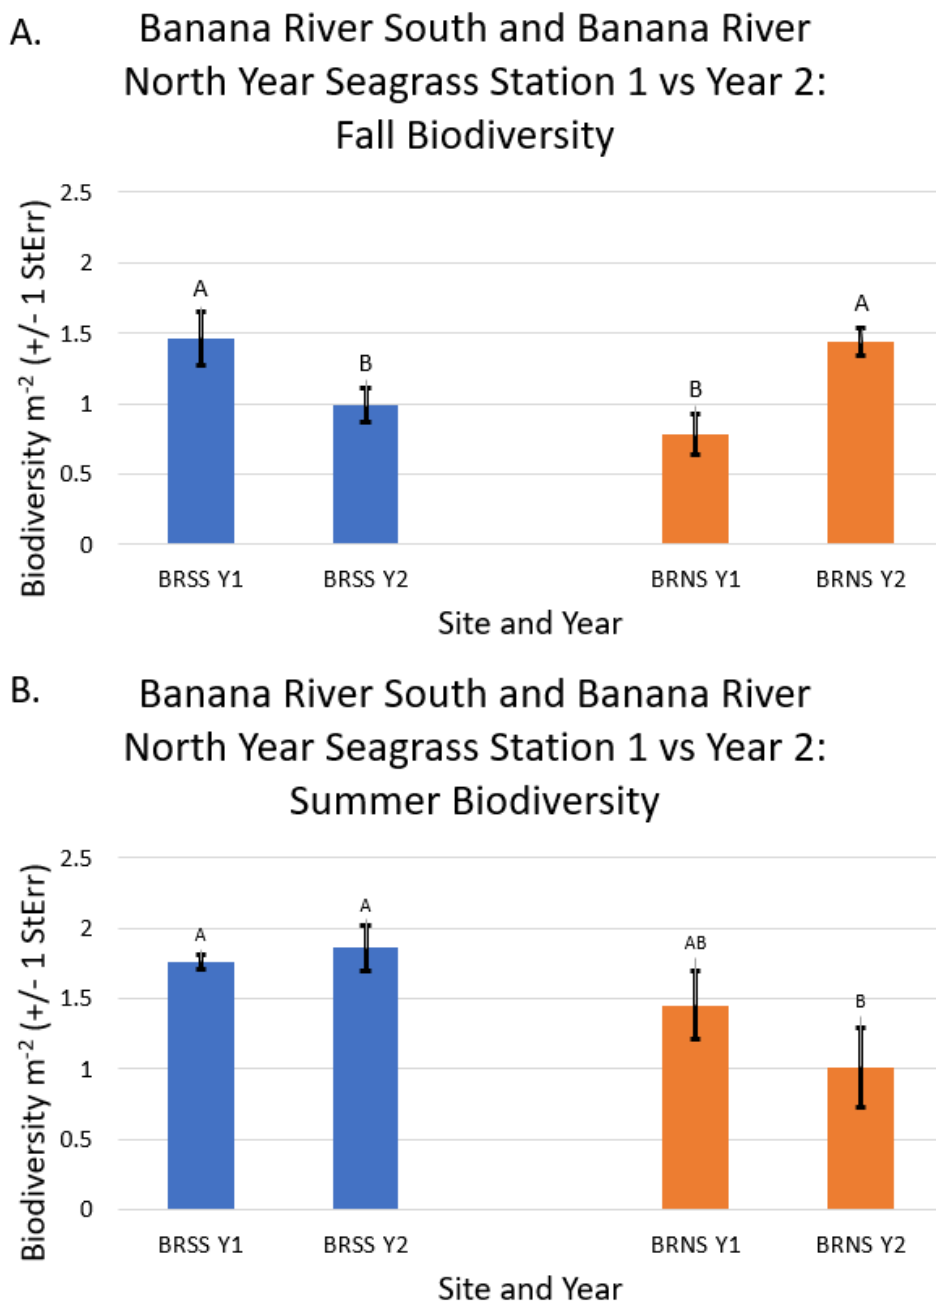 A.
Banana River South and Banana River
North Year Seagrass Station 1 vs Year 2:
Fall Biodiversity
Biodiversity m⁻² (+/- 1 StErr)
2.5
2
1.5
1
0.5
0
A
B
B
A
BRSS Y1
BRSS Y2
BRNS Y1
BRNS Y2
Site and Year
B.
Banana River South and Banana River
North Year Seagrass Station 1 vs Year 2:
Summer Biodiversity
Biodiversity m⁻² (+/- 1 StErr)
2.5
2
1.5
1
0.5
0
A
A
AB
B
BRSS Y1
BRSS Y2
BRNS Y1
BRNS Y2
Site and Year